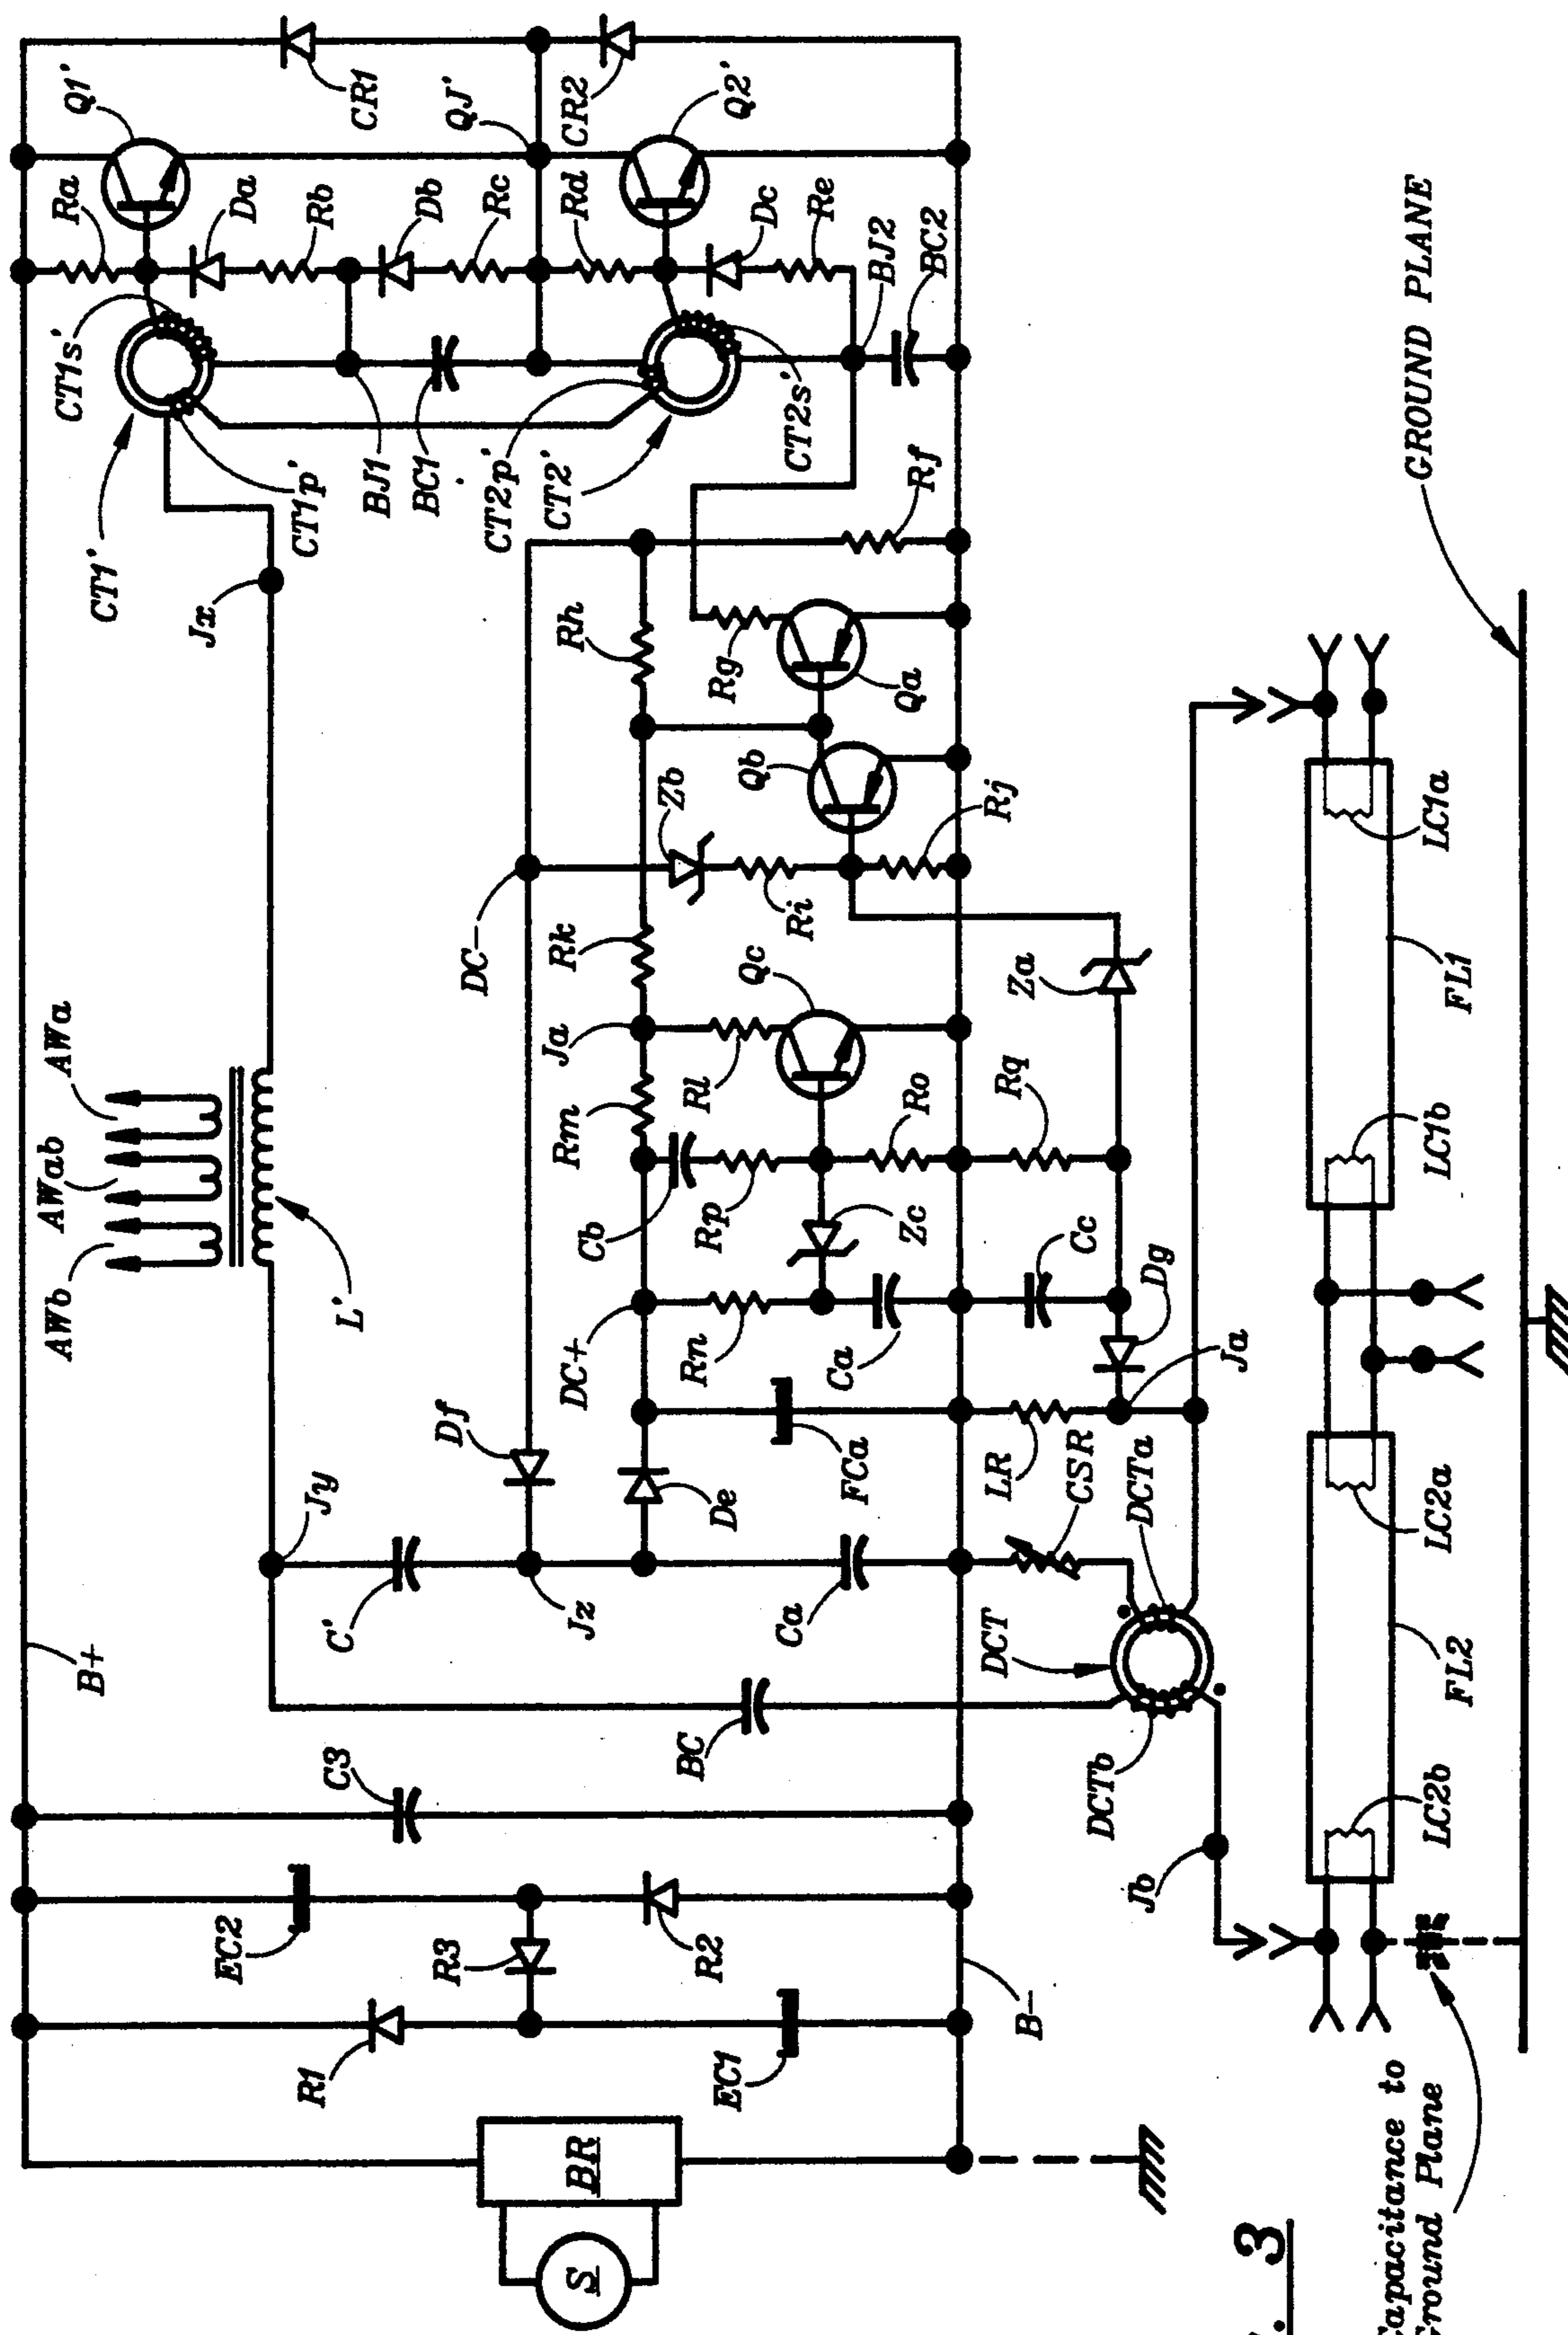 B+
AWb
AWab
AWa
Ra
Q1'
CT1s'
CT1'
Jx
Da
R1
EC2
C3
C'
Jy
L'
CT1p'
Rb
CR1
BJ1
BC1
Db
Rc
QJ'
R3
Df
DC-
CT2p'
CT2'
Rd
CR2
S
BR
Jz
DC+
Cb
Rm
Ja
Rk
Rh
EC1
R2
BC
De
Rn
Rp
Rl
Qc
Zb
Qb
Rg
Q2'
Dc
Re
CT2s'
Ca
FCa
Ca
Zc
Ro
Ri
Qa
Rf
BJ2
BC2
B-
DCT
LR
CSR
Cc
Rq
Za
Rj
DCTb
Jb
DCTa
Dg
Ja
3
Capacitance to
Ground Plane
LC2b
FL2
LC2a
LC1b
FL1
LC1a
GROUND PLANE